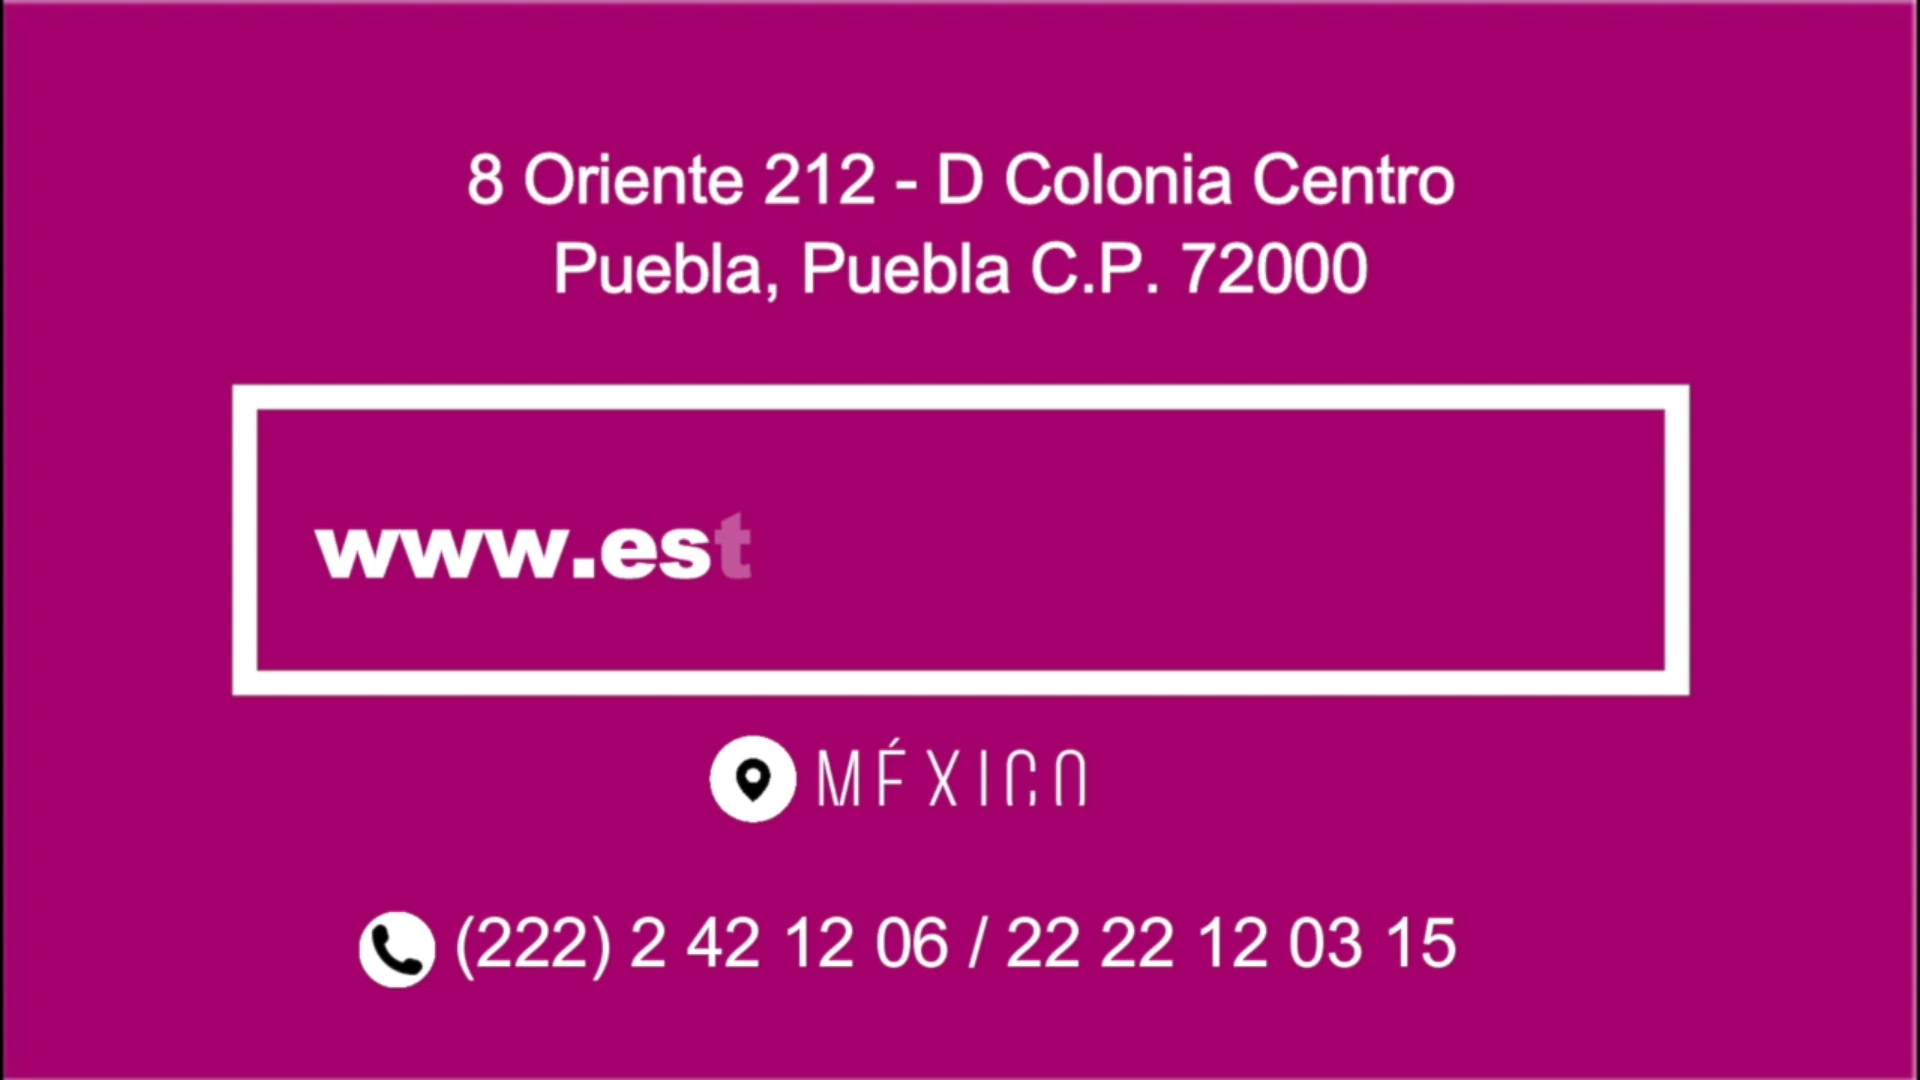 8 Oriente 212 - D Colonia Centro
Puebla, Puebla C.P. 72000
www.est
MÉXICO
(222) 2 42 12 06 / 22 22 12 03 15